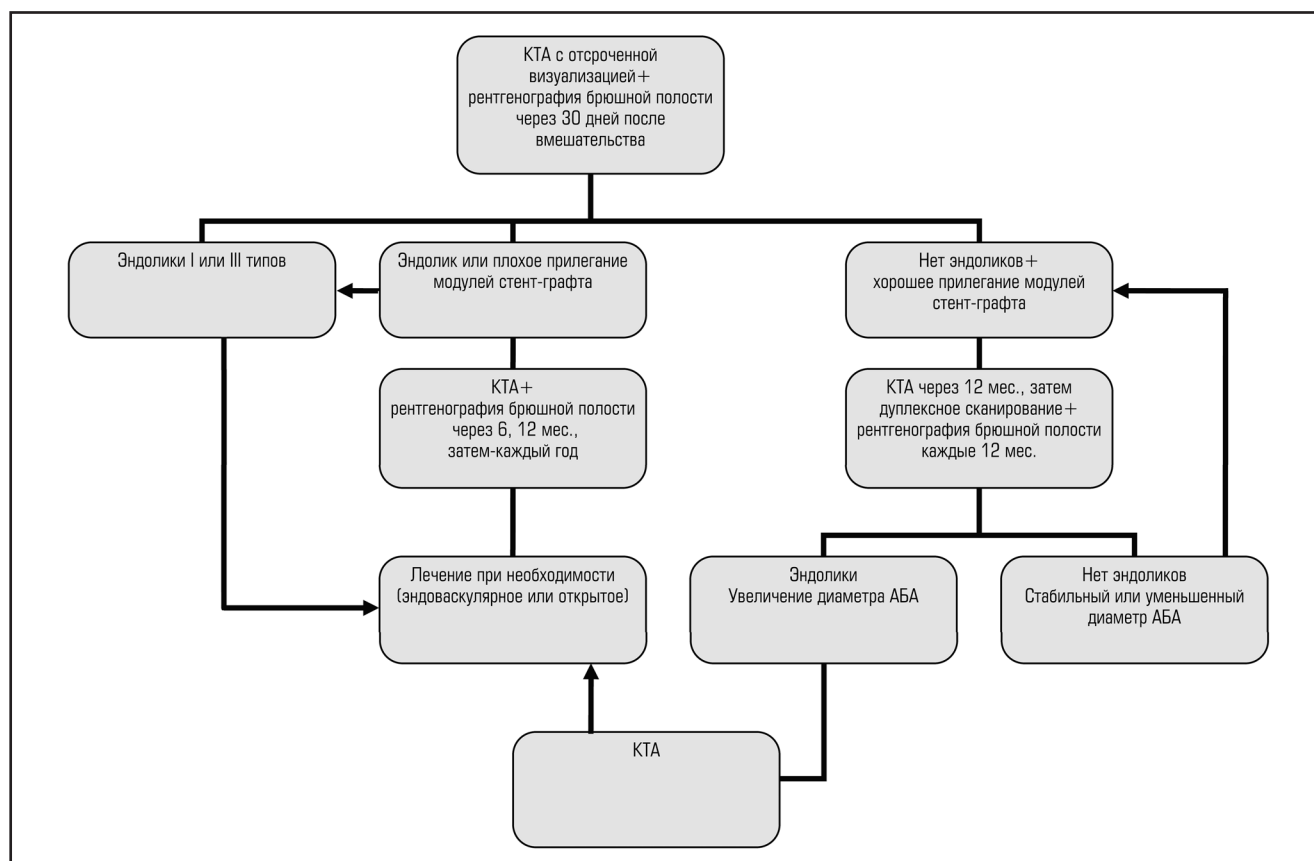 КТА с отсроченной
визуализацией+
рентгенография брюшной полости
через 30 дней после
вмешательства
Эндолики I или III типов
Эндолик или плохое прилегание
модулей стент-графта
Нет эндоликов+
хорошее прилегание модулей
стент-графта
КТА+
рентгенография брюшной полости
через 6, 12 мес.,
затем-каждый год
КТА через 12 мес., затем
дуплексное сканирование+
рентгенография брюшной полости
каждые 12 мес.
Лечение при необходимости
(эндоваскулярное или открытое)
Эндолики
Увеличение диаметра АБА
Нет эндоликов
Стабильный или уменьшенный
диаметр АБА
КТА